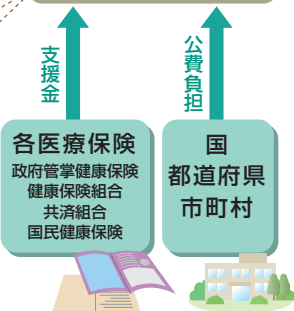 支援金
公費負担
各医療保険
政府管掌健康保険
健康保険組合
共済組合
国民健康保険
国
都道府県
市町村